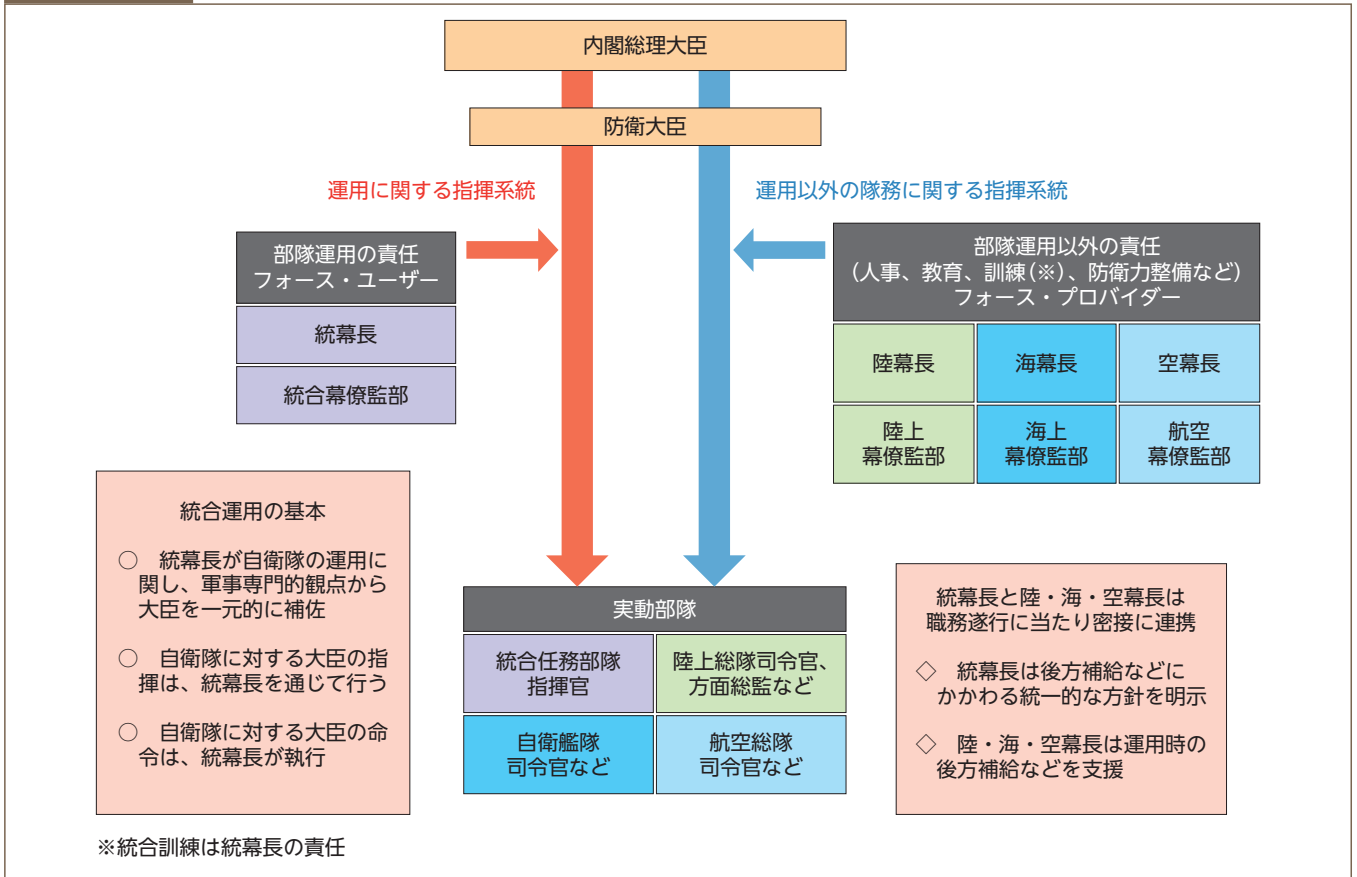 内閣総理大臣
防衛大臣
運用に関する指揮系統
運用以外の隊務に関する指揮系統
部隊運用の責任
フォース・ユーザー
統幕長
統合幕僚監部
部隊運用以外の責任
(人事、教育、訓練(※)、防衛力整備など)
フォース・プロバイダー
陸幕長
海幕長
空幕長
陸上
幕僚監部
海上
幕僚監部
航空
幕僚監部
統合運用の基本
○ 統幕長が自衛隊の運用に
関し、軍事専門的観点から
大臣を一元的に補佐
○ 自衛隊に対する大臣の指
揮は、統幕長を通じて行う
○ 自衛隊に対する大臣の命
令は、統幕長が執行
実動部隊
統合任務部隊
指揮官
陸上総隊司令官、
方面総監など
自衛艦隊
司令官など
航空総隊
司令官など
統幕長と陸・海・空幕長は
職務遂行に当たり密接に連携
◇ 統幕長は後方補給などに
かかわる統一的な方針を明示
◇ 陸・海・空幕長は運用時の
後方補給などを支援
※統合訓練は統幕長の責任